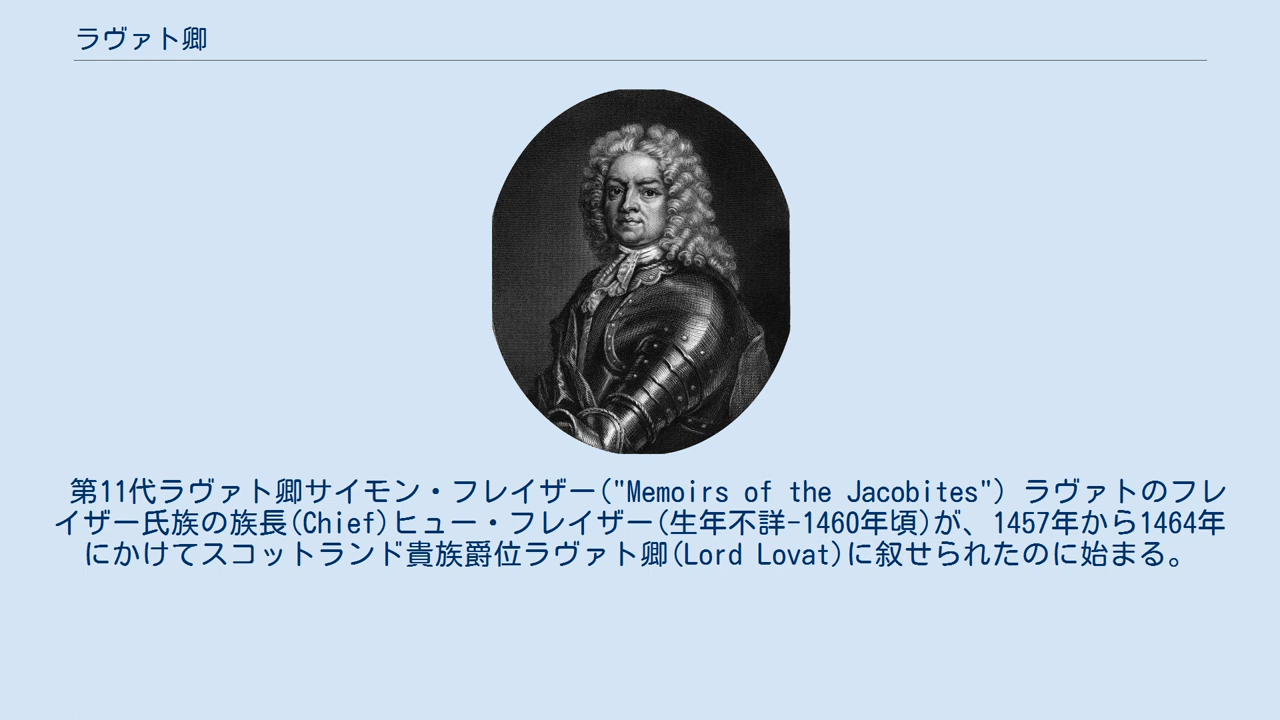 ラヴァト卿
第11代ラヴァト卿サイモン・フレイザー("Memoirs of the Jacobites") ラヴァトのフレ
イザー氏族の族長(Chief)ヒュー・フレイザー(生年不詳-1460年頃)が、1457年から1464年
にかけてスコットランド貴族爵位ラヴァト卿(Lord Lovat)に叙せられたのに始まる。